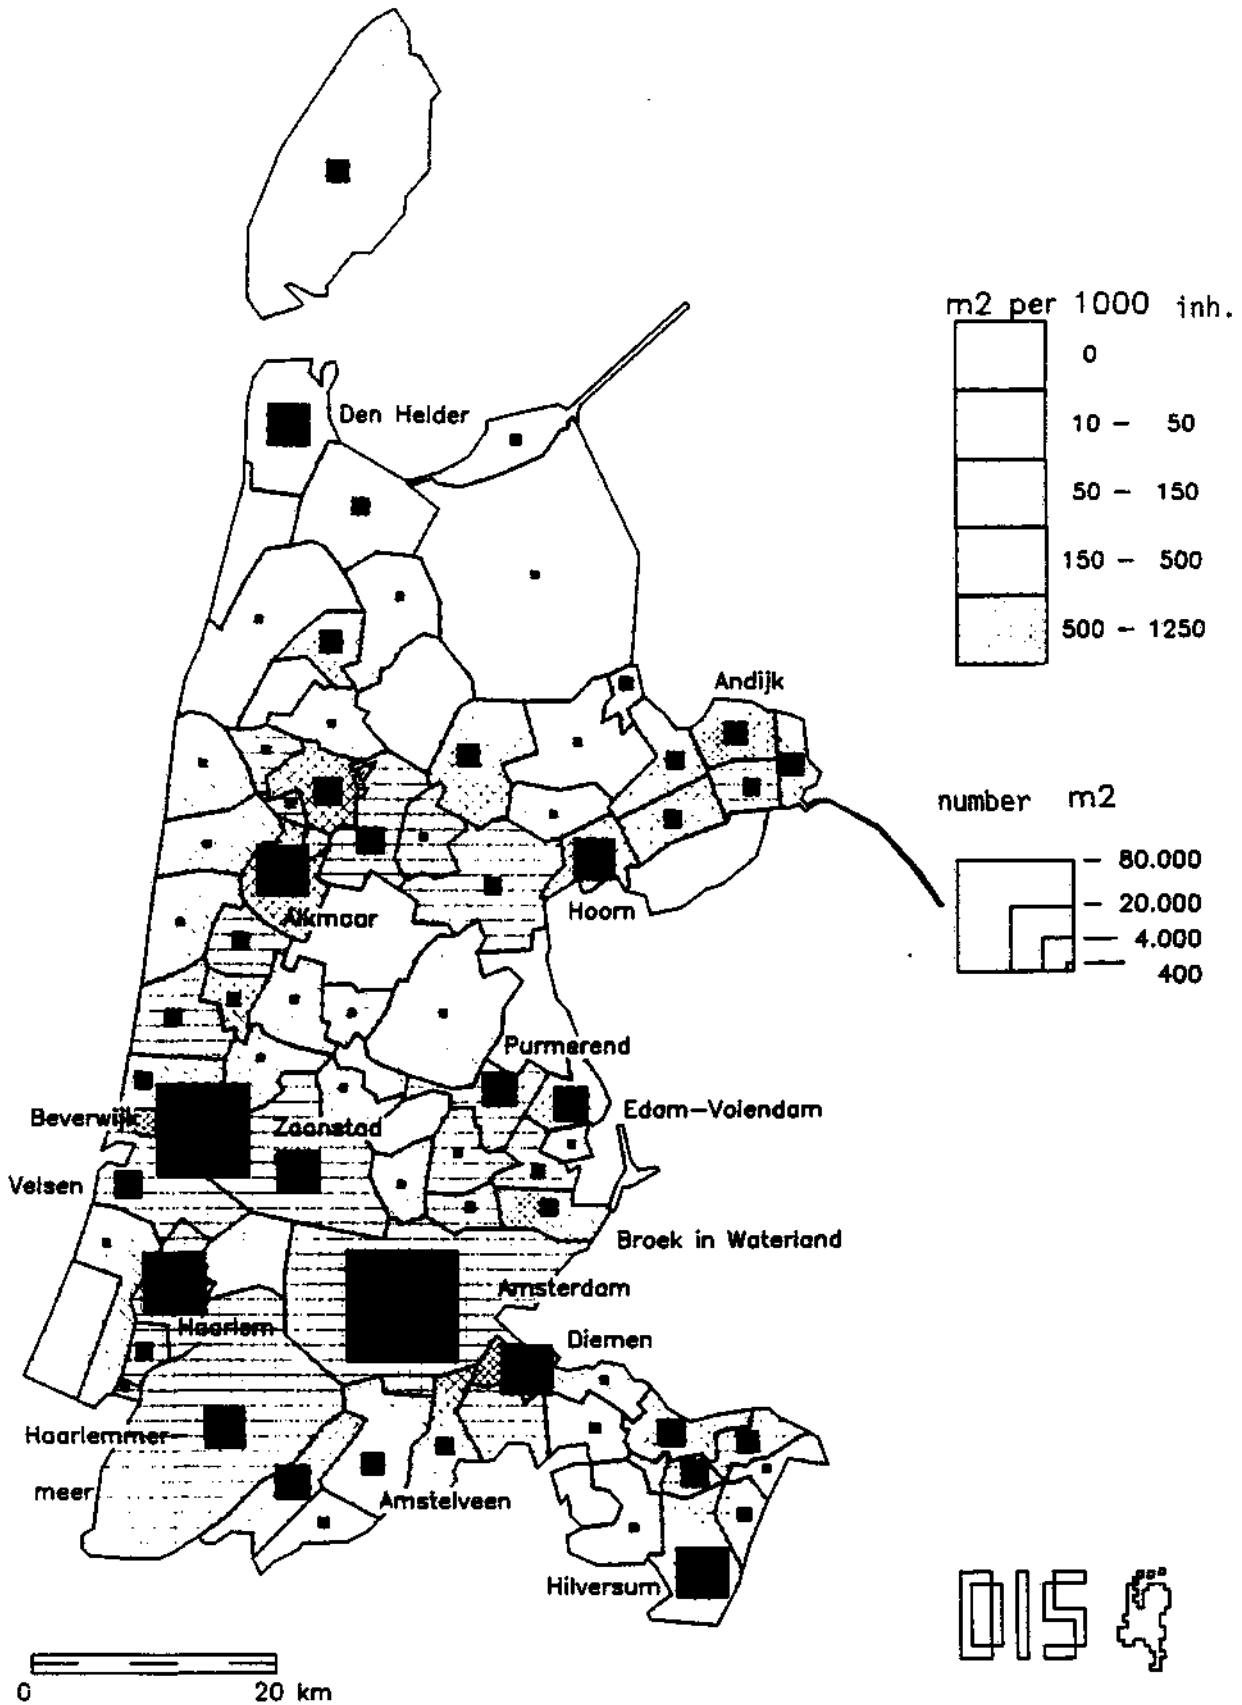 m2 per 1000 inh.
0
10 - 50
50 - 150
150 - 500
500 - 1250
Den Helder
Andijk
number m2
80.000
20.000
4.000
400
Alkmaar
Hoorn
Purmerend
Edam-Volendam
Beverwijk
Zaanstad
Velsen
Broek in Waterland
Amsterdam
Haarlem
Diemen
Haarlemmer-
meer
Amstelveen
Hilversum
DIS
0 20 km